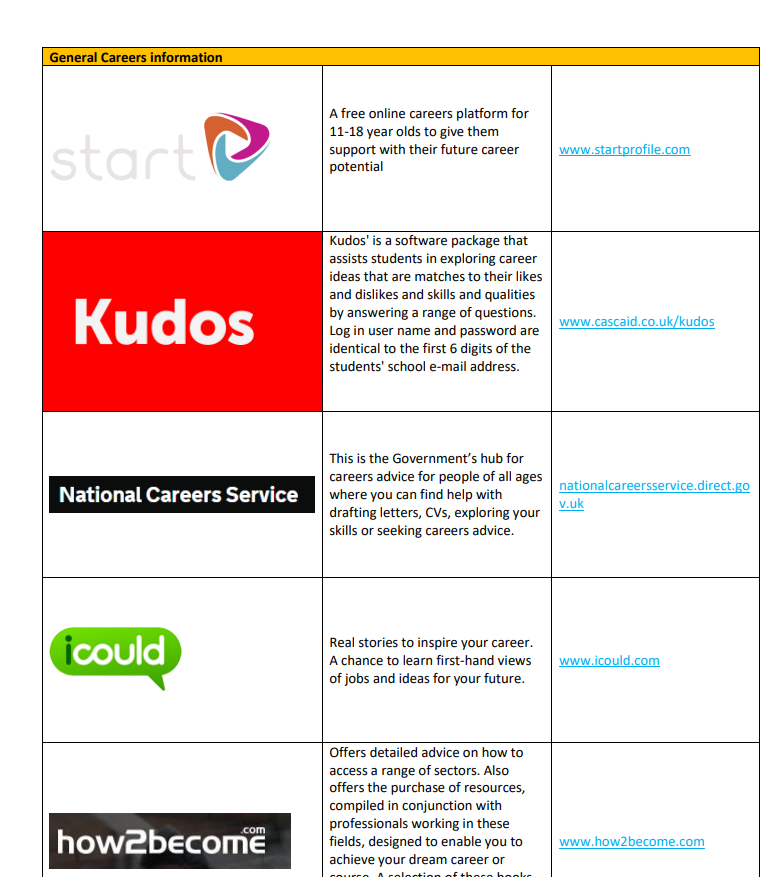 General Careers information
start
A free online careers platform for
11-18 year olds to give them
support with their future career
potential
www.startprofile.com
Kudos
Kudos' is a software package that
assists students in exploring career
ideas that are matches to their likes
and dislikes and skills and qualities
by answering a range of questions.
Log in user name and password are
identical to the first 6 digits of the
students' school e-mail address.
www.cascaid.co.uk/kudos
National Careers Service
This is the Government’s hub for
careers advice for people of all ages
where you can find help with
drafting letters, CVs, exploring your
skills or seeking careers advice.
nationalcareersservice.direct.go
v.uk
icould
Real stories to inspire your career.
A chance to learn first-hand views
of jobs and ideas for your future.
www.icould.com
how2become.com
Offers detailed advice on how to
access a range of sectors. Also
offers the purchase of resources,
compiled in conjunction with
professionals working in these
fields, designed to enable you to
achieve your dream career or
course. A selection of these books
www.how2become.com